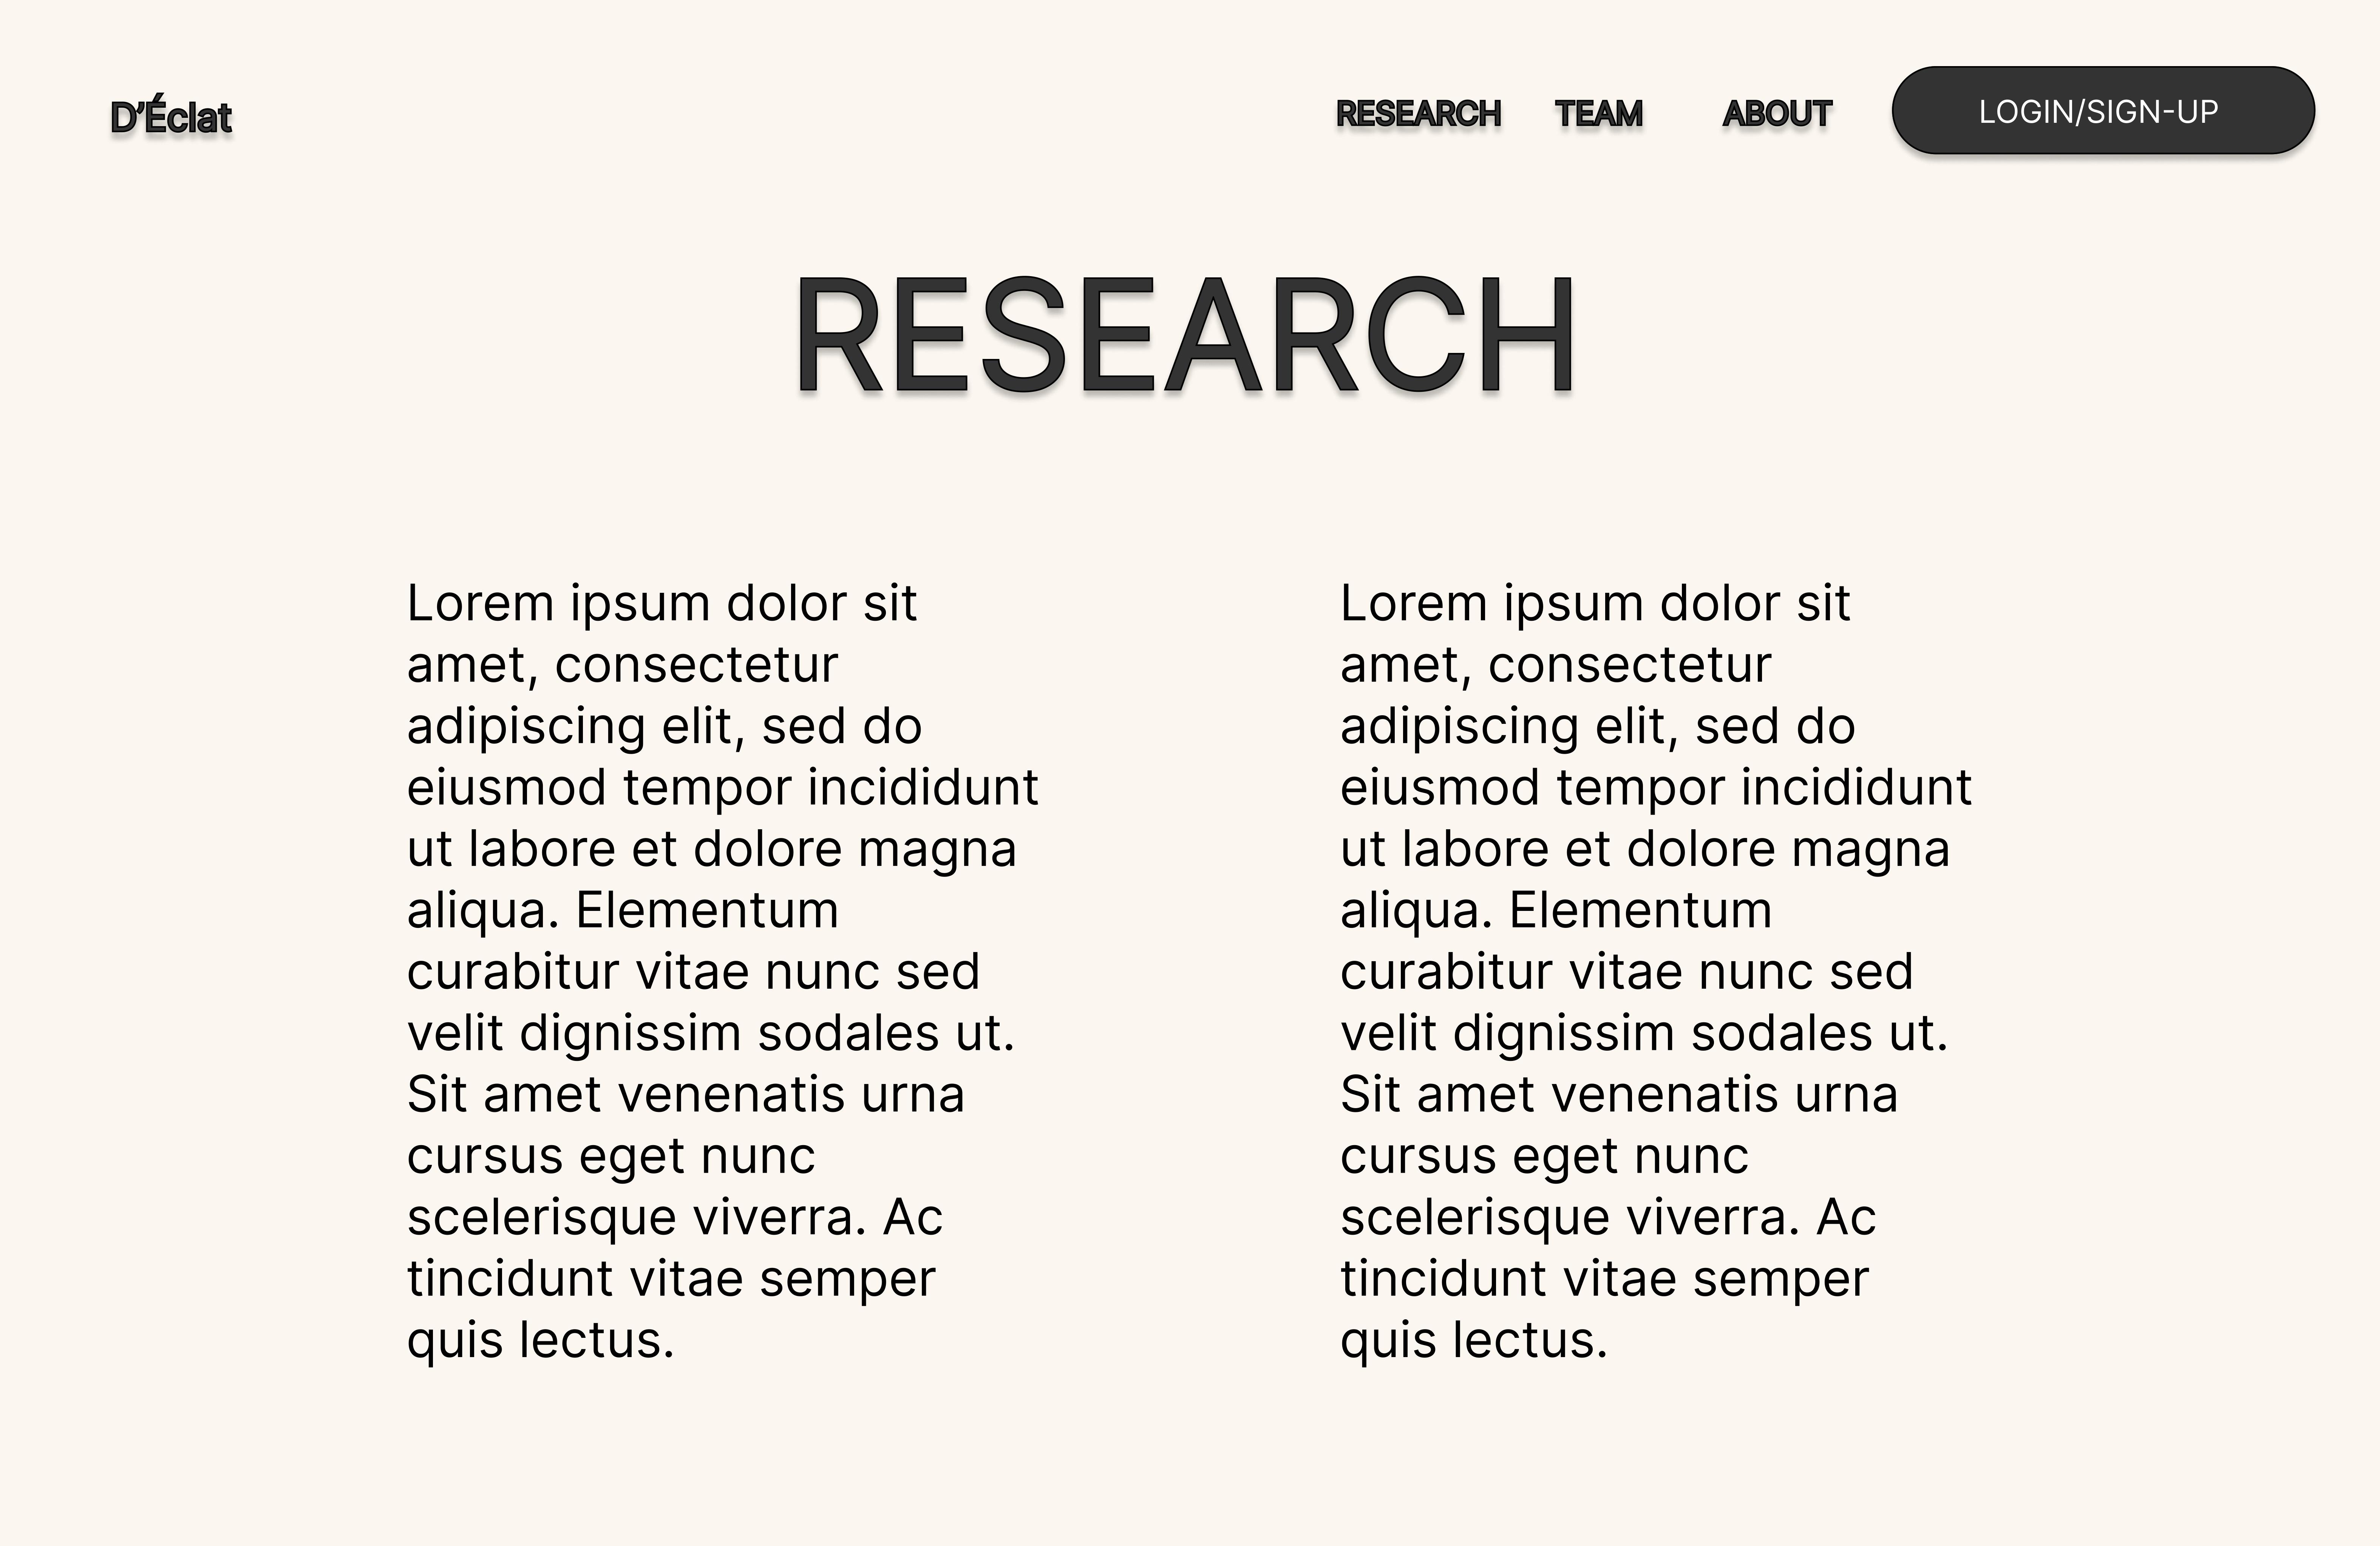 D'Éclat
RESEARCH
TEAM
ABOUT
LOGIN/SIGN-UP
RESEARCH
Lorem ipsum dolor sit
amet, consectetur
adipiscing elit, sed do
eiusmod tempor incididunt
ut labore et dolore magna
aliqua. Elementum
curabitur vitae nunc sed
velit dignissim sodales ut.
Sit amet venenatis urna
cursus eget nunc
scelerisque viverra. Ac
tincidunt vitae semper
quis lectus.
Lorem ipsum dolor sit
amet, consectetur
adipiscing elit, sed do
eiusmod tempor incididunt
ut labore et dolore magna
aliqua. Elementum
curabitur vitae nunc sed
velit dignissim sodales ut.
Sit amet venenatis urna
cursus eget nunc
scelerisque viverra. Ac
tincidunt vitae semper
quis lectus.